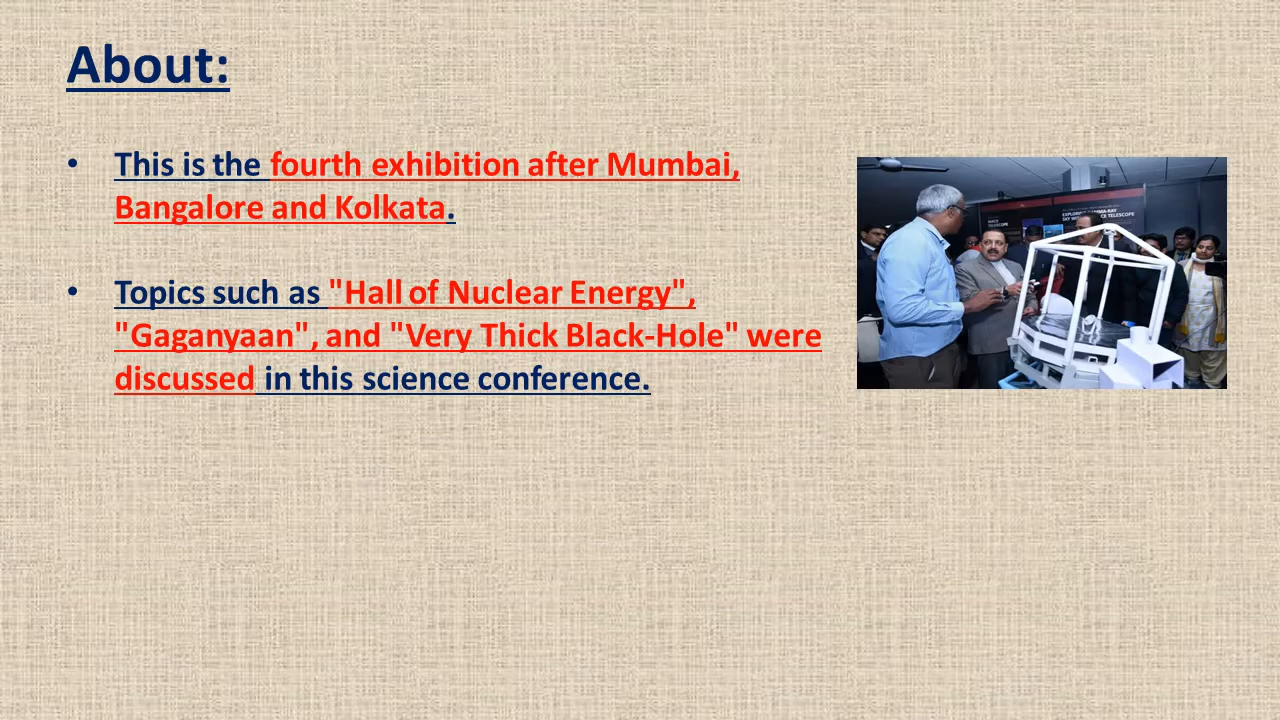 About:
• This is the fourth exhibition after Mumbai,
Bangalore and Kolkata.
• Topics such as "Hall of Nuclear Energy",
"Gaganyaan", and "Very Thick Black-Hole" were
discussed in this science conference.
TELESCOPE